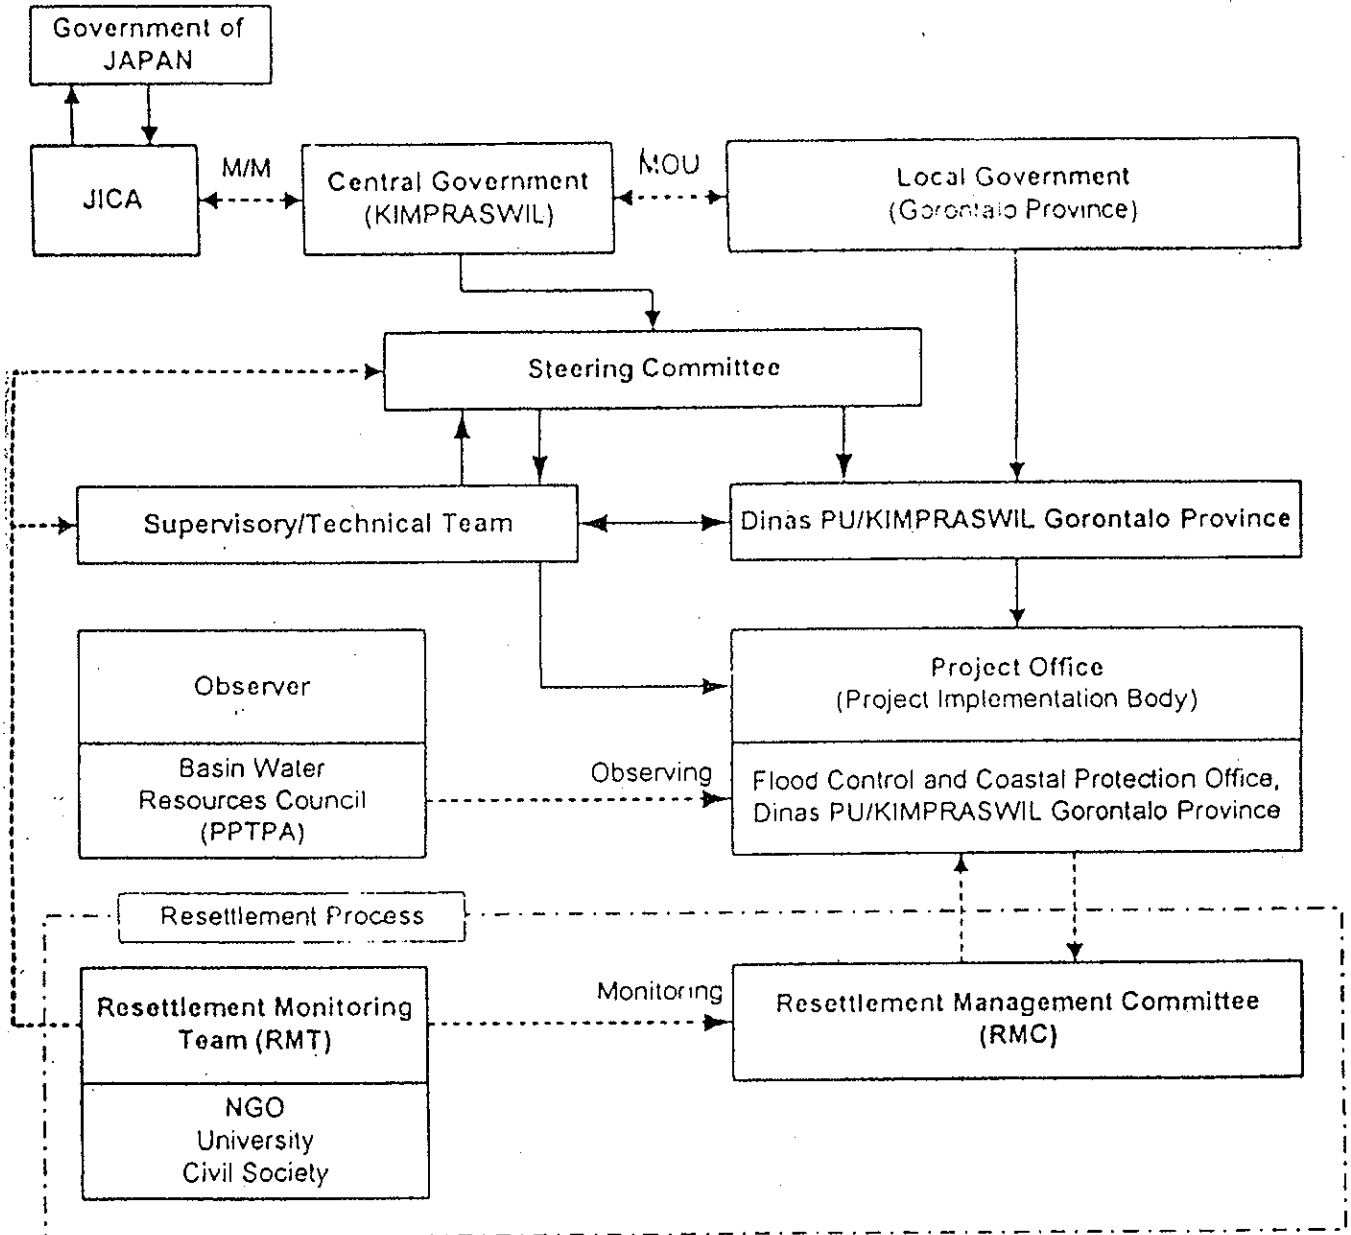 Government of
JAPAN
JICA
M/M
Central Government
(KIMPRASWIL)
MOU
Local Government
(Gorontalo Province)
Steering Committee
Supervisory/Technical Team
Dinas PU/KIMPRASWIL Gorontalo Province
Observer
Basin Water
Resources Council
(PPTPA)
Observing
Project Office
(Project Implementation Body)
Flood Control and Coastal Protection Office,
Dinas PU/KIMPRASWIL Gorontalo Province
Resettlement Process
Resettlement Monitoring
Team (RMT)
NGO
University
Civil Society
Monitoring
Resettlement Management Committee
(RMC)